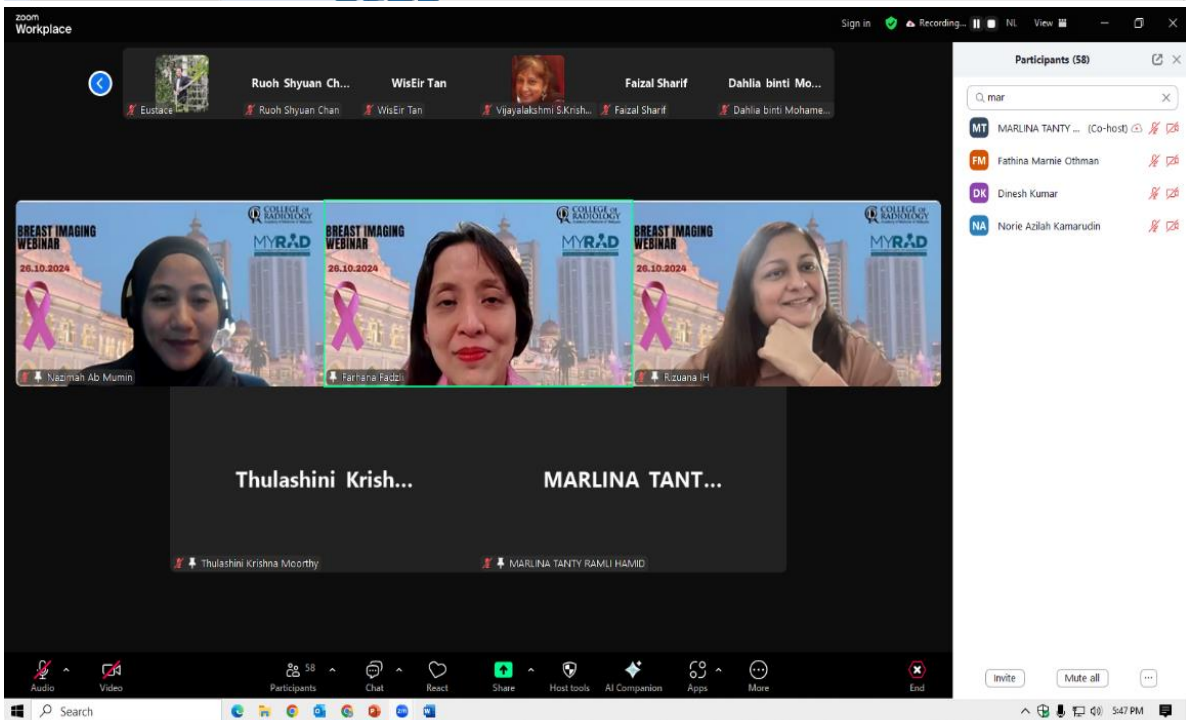 zoom
Workplace
Sign in
Recording...
NL
View
Ruoh Shyuan Ch...
WisEir Tan
Faizal Sharif
Dahlia binti Mo...
Eustace
Ruoh Shyuan Chan
WisEir Tan
Vijayalakshmi S.Krish...
Faizal Sharif
Dahlia binti Mohame...
BREAST IMAGING
WEBINAR
26.10.2024
COLLEGE OF
RADIOLOGY
MYRAD
Nazimah Ab Mumin
BREAST IMAGING
WEBINAR
26.10.2024
COLLEGE OF
RADIOLOGY
MYRAD
Farhana Fadzli
BREAST IMAGING
WEBINAR
26.10.2024
COLLEGE OF
RADIOLOGY
MYRAD
Rizuana IH
Thulashini Krish...
MARLINA TANT...
Thulashini Krishna Moorthy
MARLINA TANTY RAMLI HAMID
Participants (58)
mar
MT MARLINA TANTY ... (Co-host)
FM Fathina Marnie Othman
DK Dinesh Kumar
NA Norie Azilah Kamarudin
Invite
Mute all
...
Audio
Video
58
Participants
Chat
React
Share
Host tools
AI Companion
Apps
More
End
Search
5:47 PM